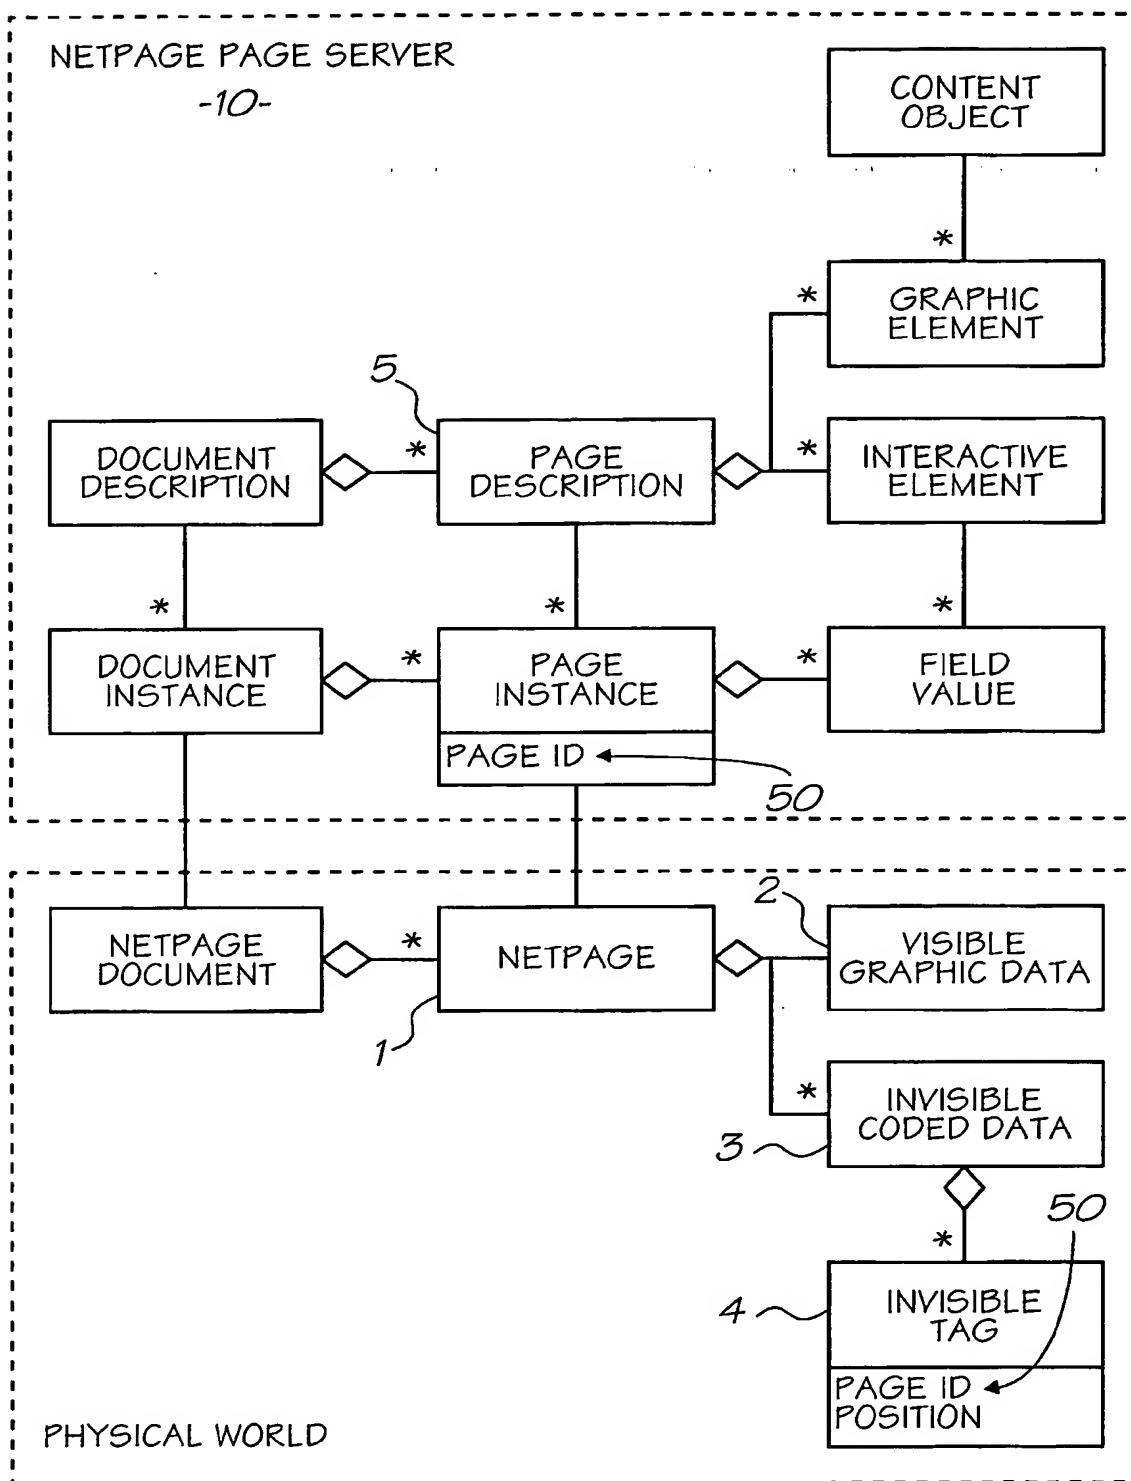 NETPAGE PAGE SERVER
-10-
CONTENT
OBJECT
*
*
GRAPHIC
ELEMENT
5
DOCUMENT
DESCRIPTION
*
PAGE
DESCRIPTION
*
INTERACTIVE
ELEMENT
*
*
*
DOCUMENT
INSTANCE
*
PAGE
INSTANCE
*
FIELD
VALUE
PAGE ID
50
2
NETPAGE
DOCUMENT
*
NETPAGE
VISIBLE
GRAPHIC DATA
1
*
INVISIBLE
CODED DATA
3
50
*
4
INVISIBLE
TAG
PAGE ID
POSITION
PHYSICAL WORLD